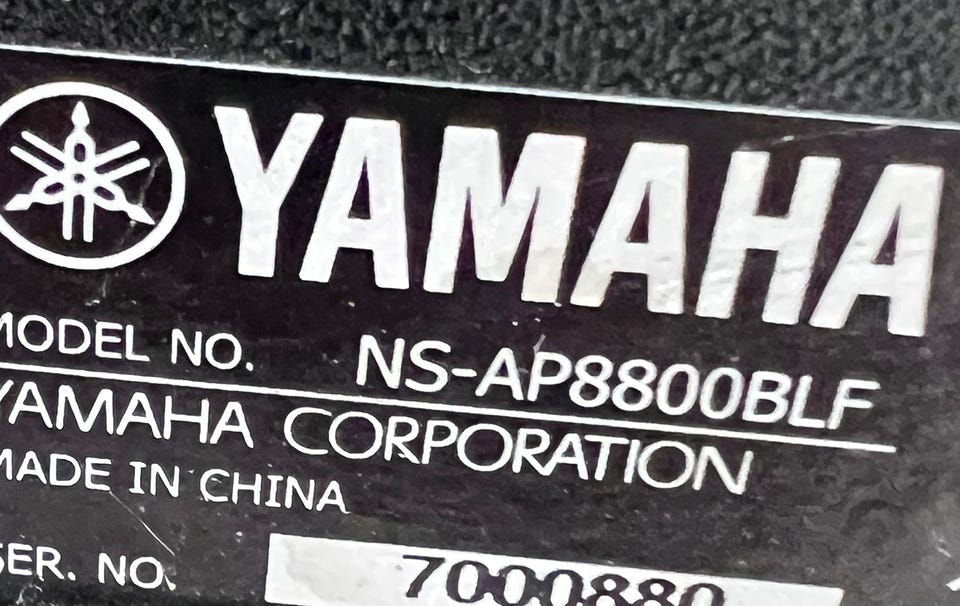 YAMAHA
MODEL NO. NS-AP8800BLF
YAMAHA CORPORATION
MADE IN CHINA
SER. NO. 7000880